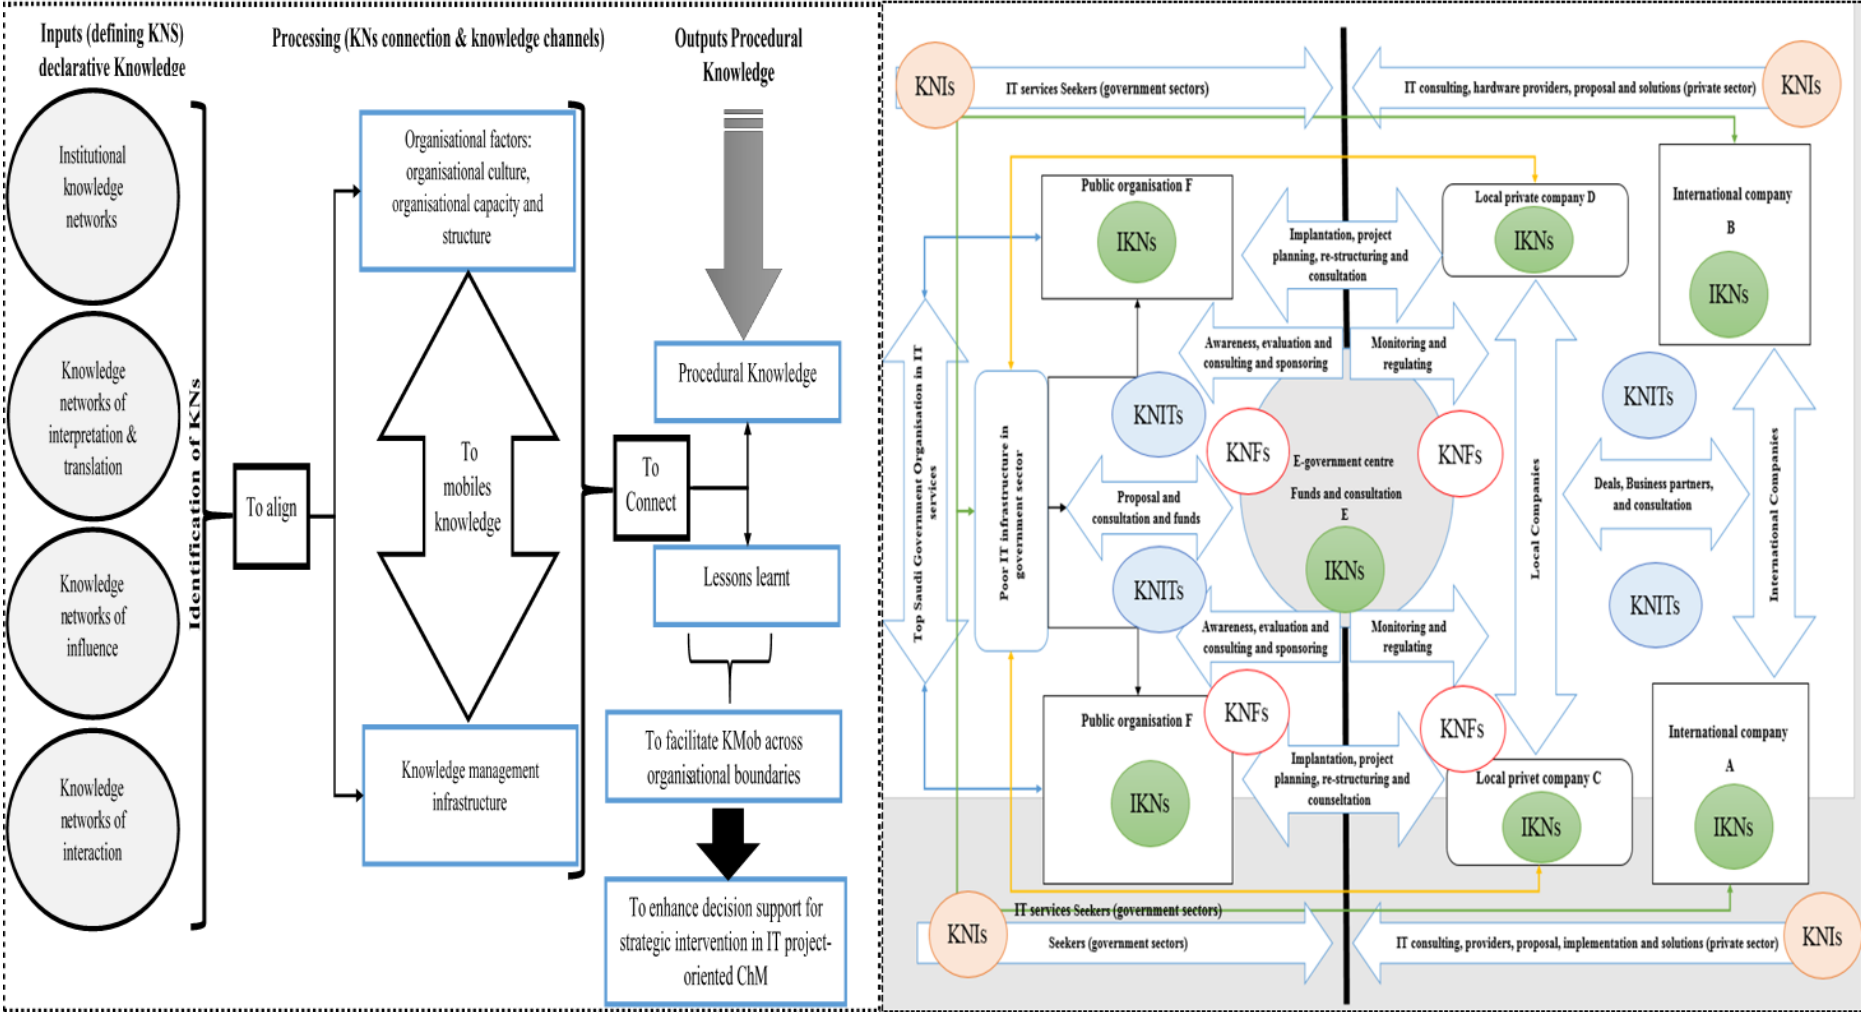 Inputs (defining KNS)
declarative Knowledge
Processing (KNs connection & knowledge channels)
Outputs Procedural
Knowledge
Institutional
knowledge
networks
Knowledge
networks of
interpretation &
translation
Knowledge
networks of
influence
Knowledge
networks of
interaction
Identification of KNs
To align
Organisational factors:
organisational culture,
organisational capacity and
structure
To
mobiles
knowledge
Knowledge management
infrastructure
To
Connect
Procedural Knowledge
Lessons learnt
To facilitate KMob across
organisational boundaries
To enhance decision support for
strategic intervention in IT project-
oriented ChM
KNIs
IT services Seekers (government sectors)
IT consulting, hardware providers, proposal and solutions (private sector)
KNIs
Public organisation F
IKNs
Implantation, project
planning, re-structuring and
consultation
Local private company D
IKNs
International company
B
IKNs
Top Saudi Government Organisation in IT
services
Poor IT infrastructure in
government sector
Awareness, evaluation and
consulting and sponsoring
Monitoring and
regulating
KNITs
KNFs
KNFs
KNITs
E-government centre
Funds and consultation
E
IKNs
Proposal and
consultation and funds
Local Companies
Deals, Business partners,
and consultation
International Companies
KNITs
KNITs
Awareness, evaluation and
consulting and sponsoring
Monitoring and
regulating
KNFs
KNFs
Public organisation F
IKNs
Implantation, project
planning, re-structuring and
counseltation
Local privet company C
IKNs
International company
A
IKNs
KNIs
IT services Seekers (government sectors)
Seekers (government sectors)
IT consulting, providers, proposal, implementation and solutions (private sector)
KNIs